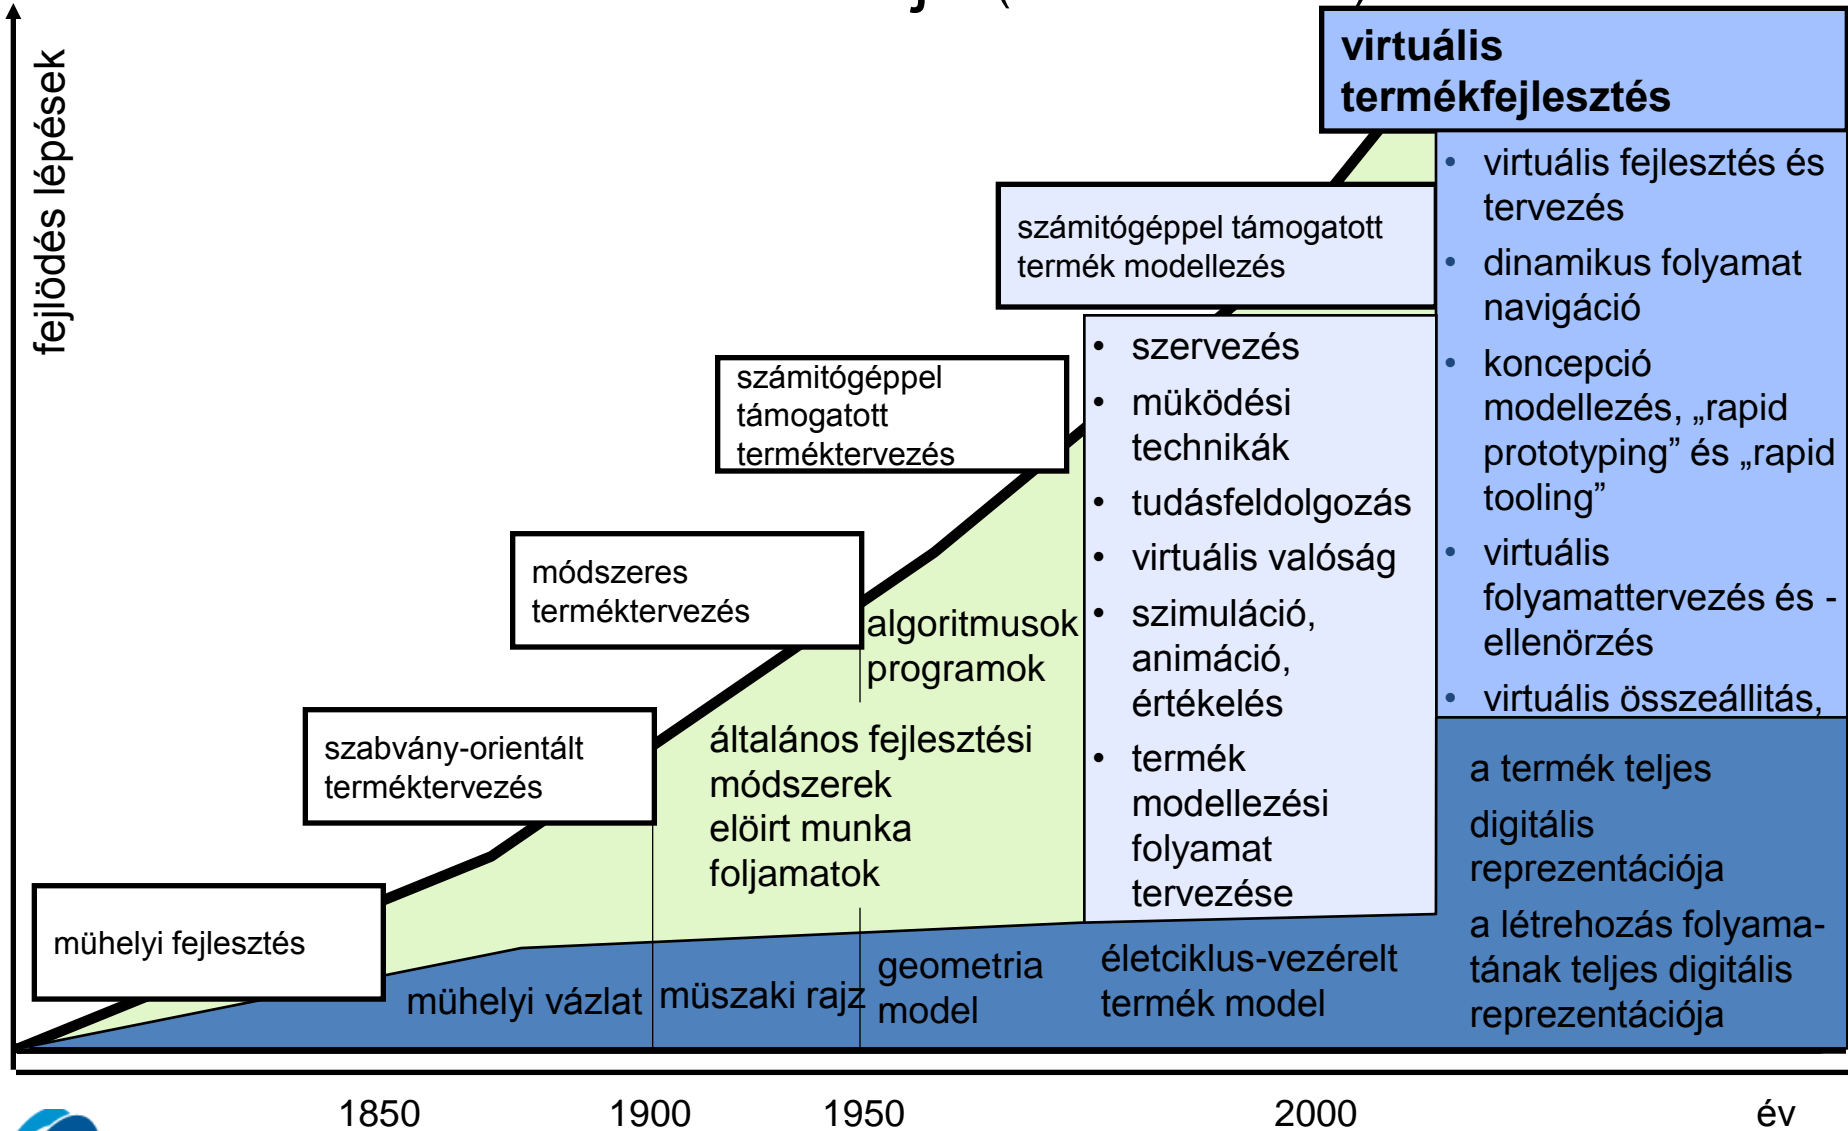 virtuális
termékfejlesztés
fejlödés lépések
• virtuális fejlesztés és
tervezés
• dinamikus folyamat
navigáció
• koncepció
modellezés, „rapid
prototyping” és „rapid
tooling”
• virtuális
folyamattervezés és -
ellenörzés
• virtuális összeállitás,
számitógéppel támogatott
termék modellezés
• szervezés
• müködési
technikák
• tudásfeldolgozás
• virtuális valóság
• szimuláció,
animáció,
értékelés
• termék
modellezési
folyamat
tervezése
számitógéppel
támogatott
terméktervezés
módszeres
terméktervezés
algoritmusok
programok
szabvány-orientált
terméktervezés
általános fejlesztési
módszerek
elöirt munka
foljamatok
mühelyi fejlesztés
mühelyi vázlat
müszaki rajz
geometria
model
életciklus-vezérelt
termék model
a termék teljes
digitális
reprezentációja
a létrehozás folyama-
tának teljes digitális
reprezentációja
1850
1900
1950
2000
év